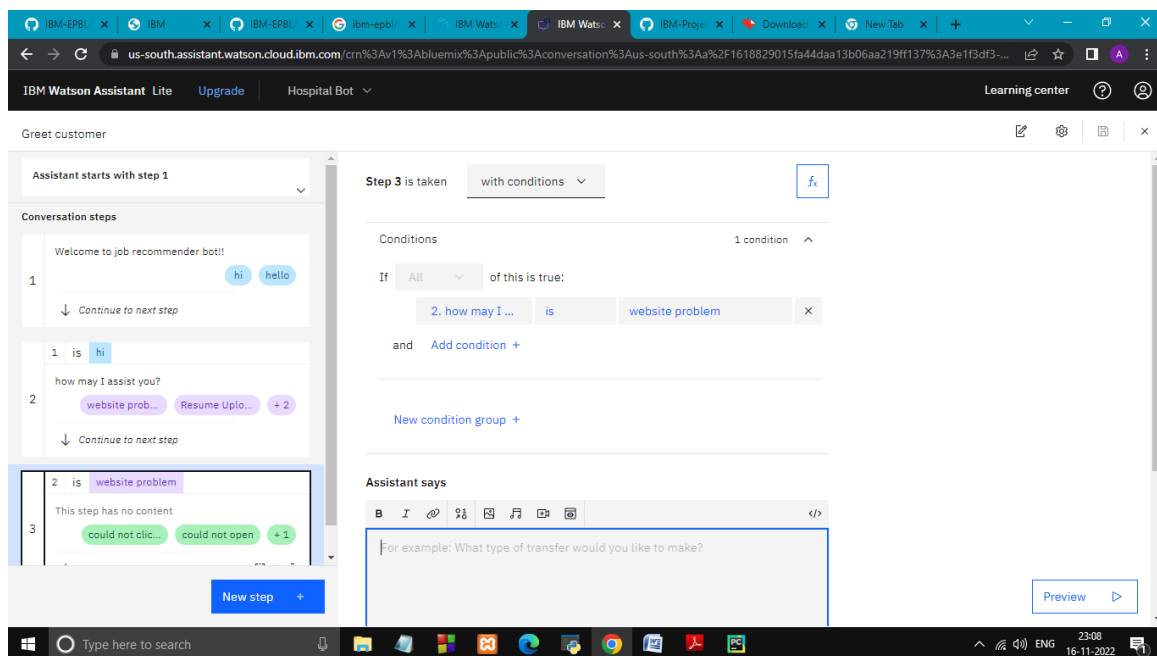 IBM-EPBL/
IBM
IBM-EPBL/
ibm-epbl/i
IBM Watso
IBM Watso
IBM-Projec
Download
New Tab
us-south.assistant.watson.cloud.ibm.com/crn%3Av1%3Abluemix%3Apublic%3Aconversation%3Aus-south%3Aa%2F1618829015fa44daa13b06aa219ff137%3A3e1f3df3-...
A
IBM Watson Assistant Lite
Upgrade
Hospital Bot
Learning center
Greet customer
Assistant starts with step 1
Conversation steps
Welcome to job recommender bot!!
hi
hello
1
Continue to next step
1 is hi
how may I assist you?
2
website prob...
Resume Uplo...
+ 2
Continue to next step
2 is website problem
This step has no content
3
could not clic...
could not open
+ 1
New step +
Step 3 is taken
with conditions
fx
Conditions
1 condition
If All of this is true:
2. how may I ...
is
website problem
and Add condition +
New condition group +
Assistant says
B I
</>
For example: What type of transfer would you like to make?
Preview
Type here to search
PC
ENG
23:08
16-11-2022
1